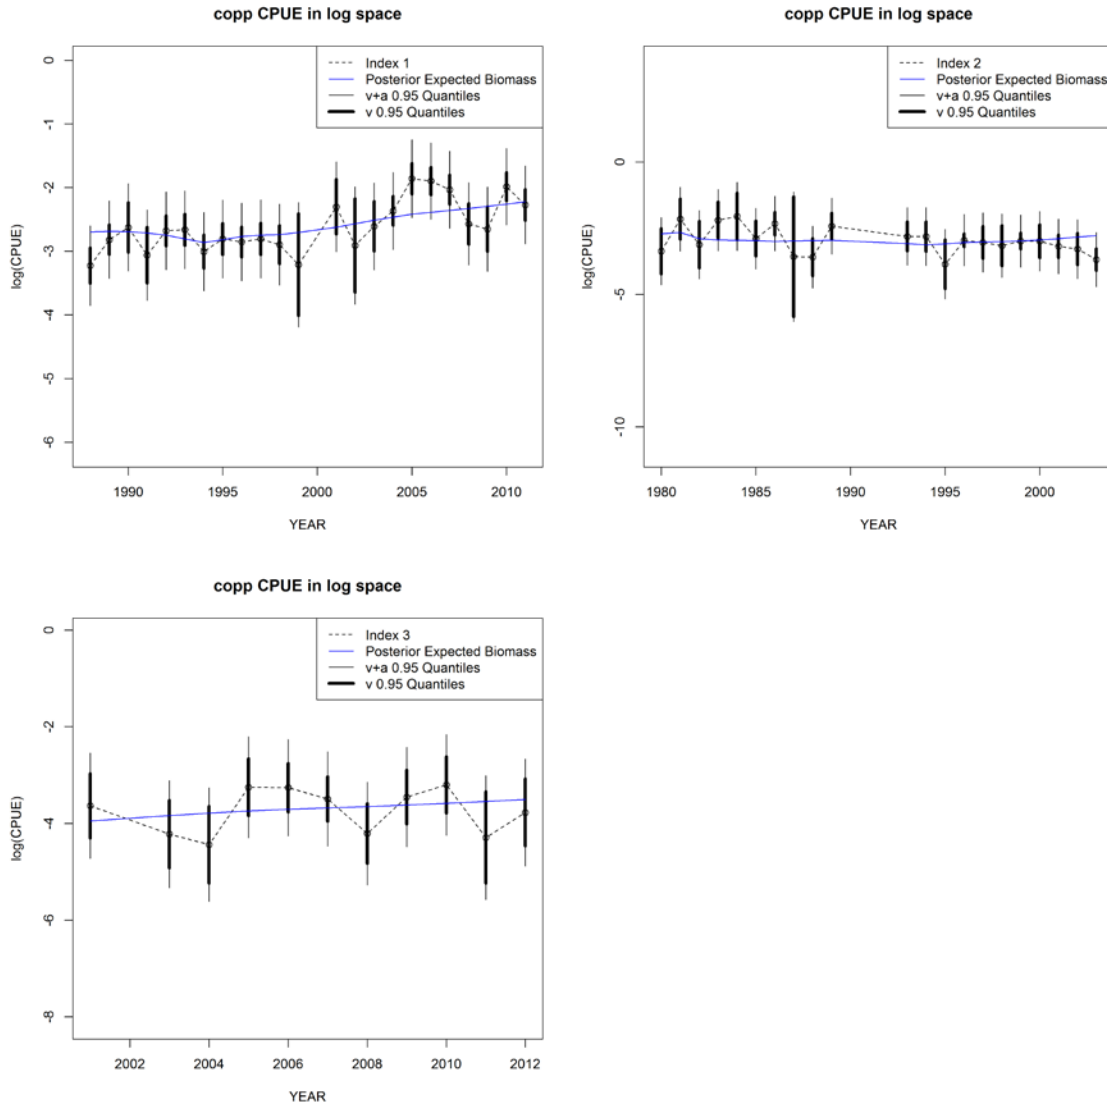 copp CPUE in log space
Index 1
Posterior Expected Biomass
v+a 0.95 Quantiles
v 0.95 Quantiles
log(CPUE)
0
-1
-2
-3
-4
-5
-6
1990 1995 2000 2005 2010
YEAR
copp CPUE in log space
Index 2
Posterior Expected Biomass
v+a 0.95 Quantiles
v 0.95 Quantiles
log(CPUE)
0
-5
-10
1980 1985 1990 1995 2000
YEAR
copp CPUE in log space
Index 3
Posterior Expected Biomass
v+a 0.95 Quantiles
v 0.95 Quantiles
log(CPUE)
0
-2
-4
-6
-8
2002 2004 2006 2008 2010 2012
YEAR